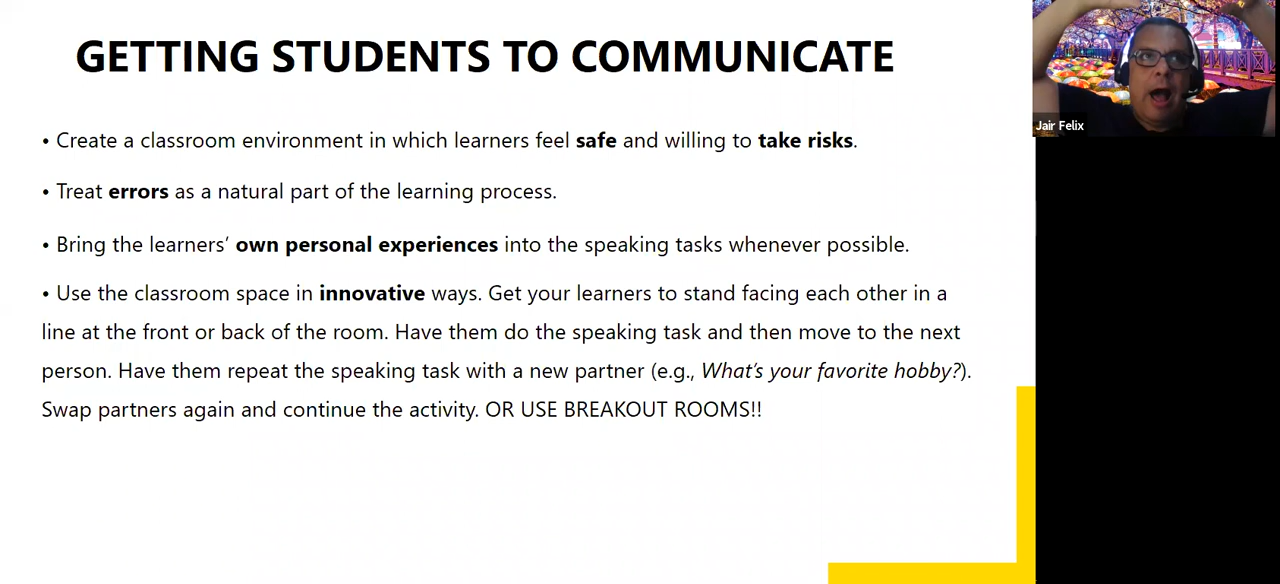 GETTING STUDENTS TO COMMUNICATE
Jair Felix
• Create a classroom environment in which learners feel safe and willing to take risks.
• Treat errors as a natural part of the learning process.
• Bring the learners’ own personal experiences into the speaking tasks whenever possible.
• Use the classroom space in innovative ways. Get your learners to stand facing each other in a
line at the front or back of the room. Have them do the speaking task and then move to the next
person. Have them repeat the speaking task with a new partner (e.g., What’s your favorite hobby?).
Swap partners again and continue the activity. OR USE BREAKOUT ROOMS!!